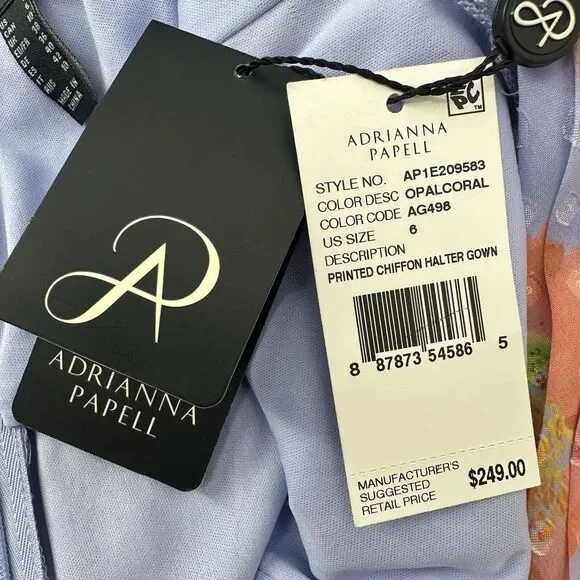 MADE IN
CHINA
AP
ADRIANNA
PAPELL
EPC™
ADRIANNA
PAPELL
STYLE NO. AP1E209583
COLOR DESC OPALCORAL
COLOR CODE AG498
US SIZE 6
DESCRIPTION
PRINTED CHIFFON HALTER GOWN
8 87873 54586 5
MANUFACTURER'S
SUGGESTED
RETAIL PRICE
$249.00